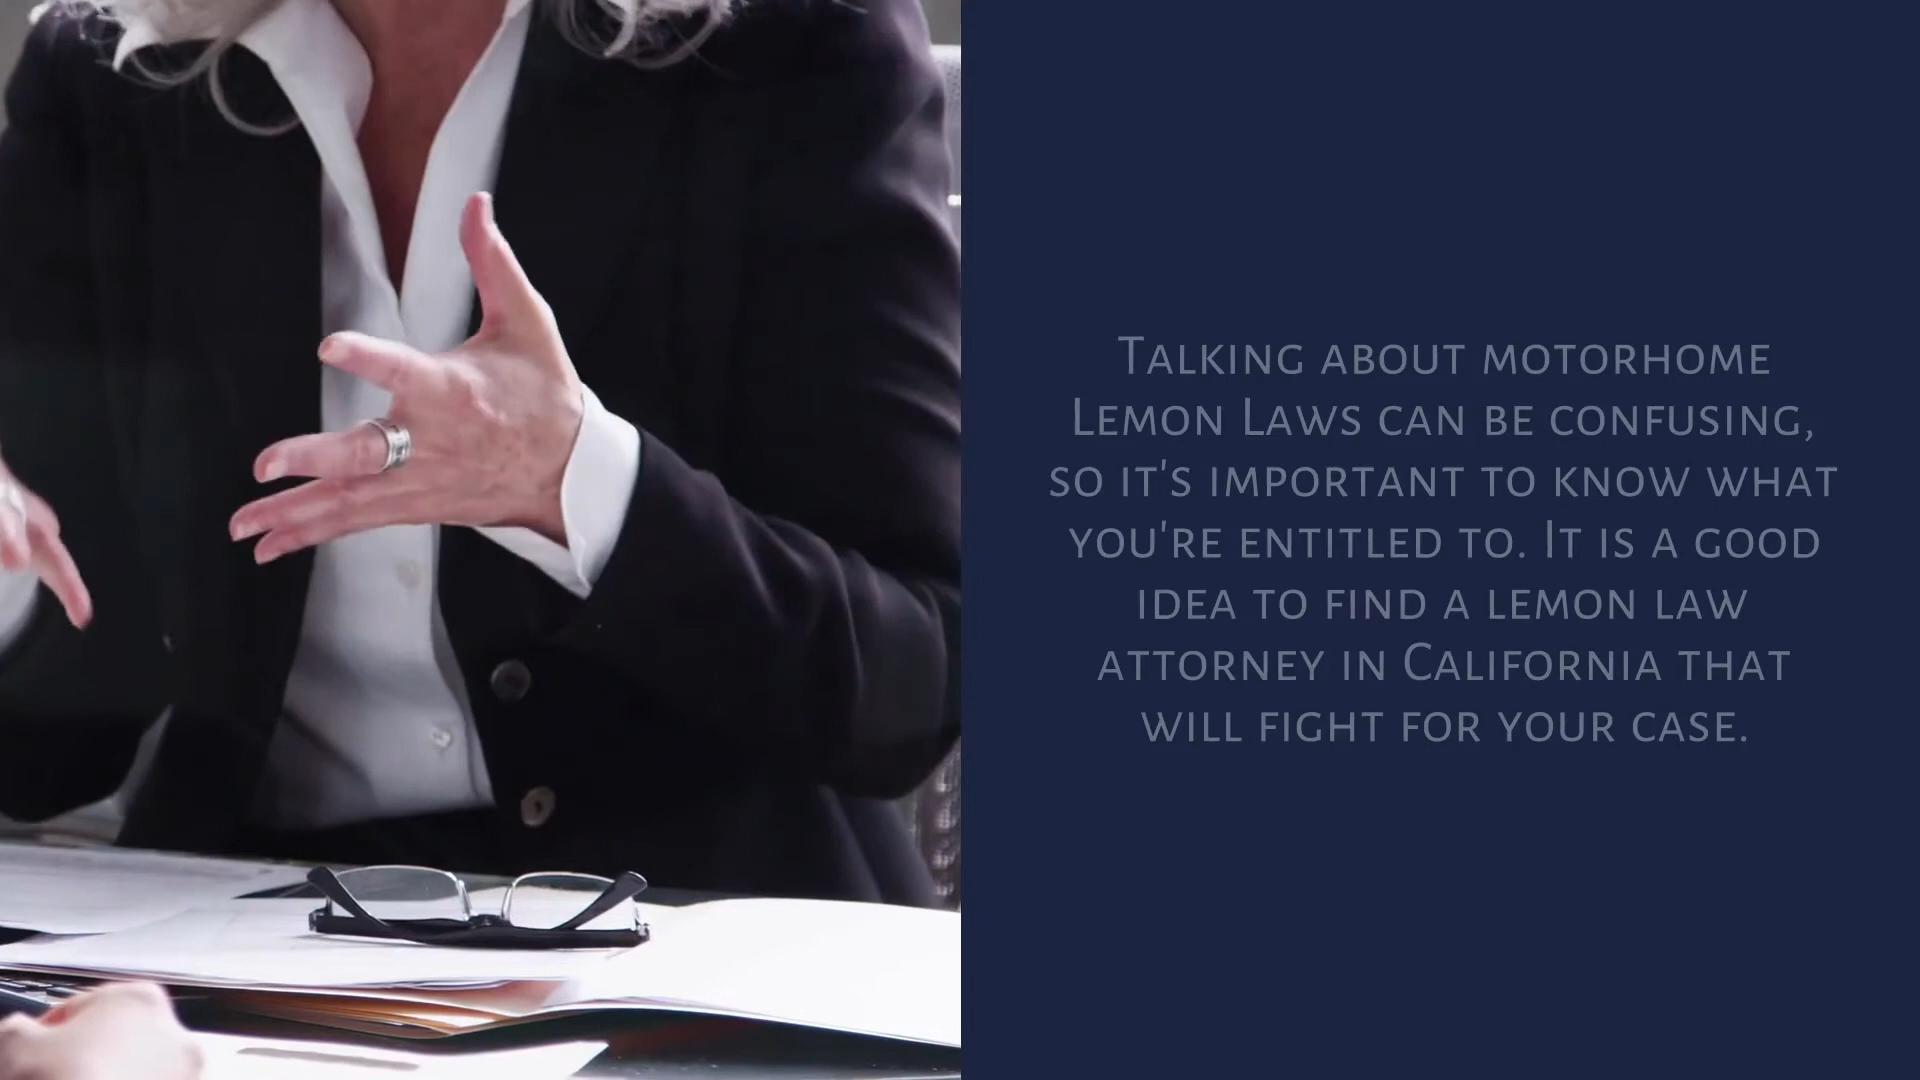 Talking about motorhome
Lemon Laws can be confusing,
so it's important to know what
you're entitled to. It is a good
idea to find a lemon law
attorney in California that
will fight for your case.